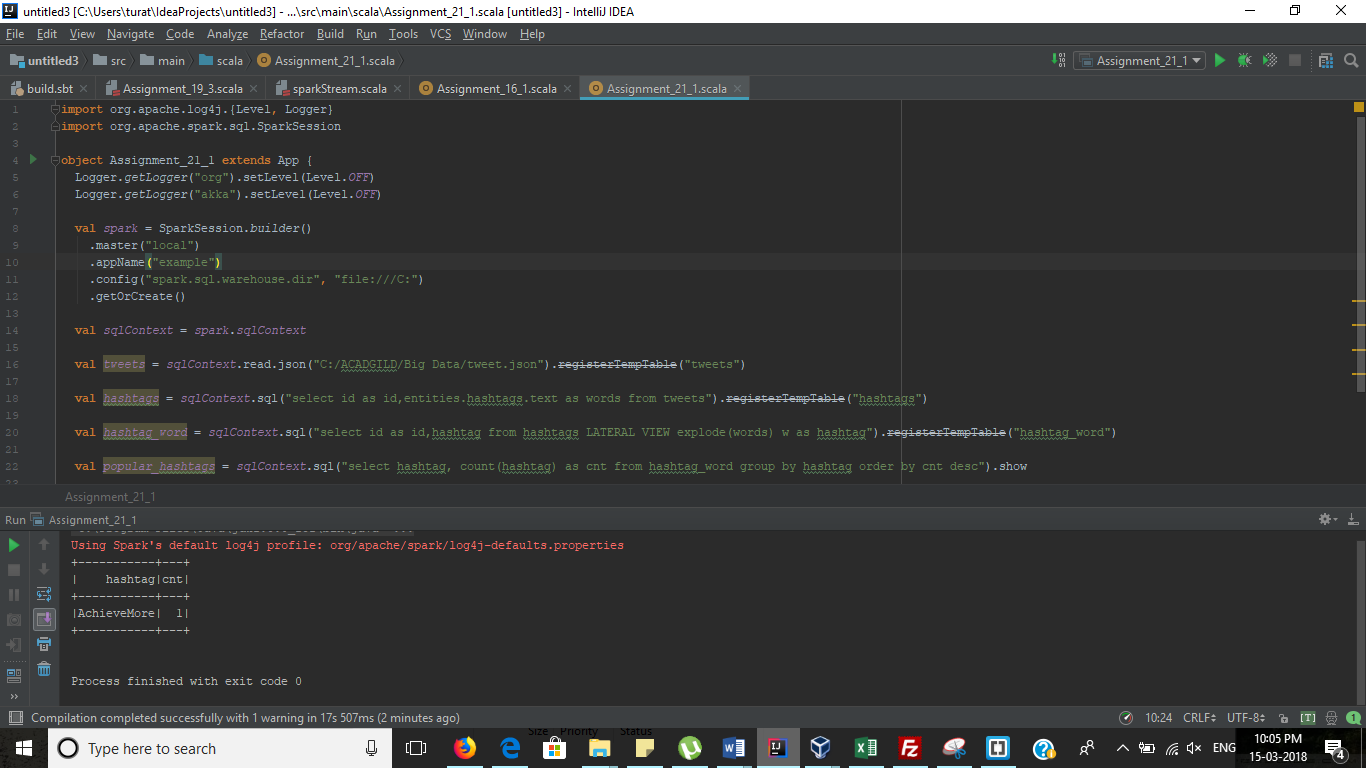 untitled3 [C:\Users\turat\IdeaProjects\untitled3] - ...\src\main\scala\Assignment_21_1.scala [untitled3] - IntelliJ IDEA
File Edit View Navigate Code Analyze Refactor Build Run Tools VCS Window Help
untitled3 src main scala Assignment_21_1.scala Assignment_21_1
build.sbt Assignment_19_3.scala sparkStream.scala Assignment_16_1.scala Assignment_21_1.scala
1 import org.apache.log4j.{Level, Logger}
2 import org.apache.spark.sql.SparkSession
3
4 object Assignment_21_1 extends App {
5 Logger.getLogger("org").setLevel(Level.OFF)
6 Logger.getLogger("akka").setLevel(Level.OFF)
7
8 val spark = SparkSession.builder()
9 .master("local")
10 .appName("example")
11 .config("spark.sql.warehouse.dir", "file:///C:")
12 .getOrCreate()
13
14 val sqlContext = spark.sqlContext
15
16 val tweets = sqlContext.read.json("C:/ACADGILD/Big Data/tweet.json").registerTempTable("tweets")
17
18 val hashtags = sqlContext.sql("select id as id,entities.hashtags.text as words from tweets").registerTempTable("hashtags")
19
20 val hashtag_word = sqlContext.sql("select id as id,hashtag from hashtags LATERAL VIEW explode(words) w as hashtag").registerTempTable("hashtag_word")
21
22 val popular_hashtags = sqlContext.sql("select hashtag, count(hashtag) as cnt from hashtag_word group by hashtag order by cnt desc").show
23
Assignment_21_1
Run Assignment_21_1
Using Spark's default log4j profile: org/apache/spark/log4j-defaults.properties
+-----------+---+
|    hashtag|cnt|
+-----------+---+
|AchieveMore|  1|
+-----------+---+
Process finished with exit code 0
Compilation completed successfully with 1 warning in 17s 507ms (2 minutes ago) 10:24 CRLF UTF-8 [T] 1
Size Priority Status
Type here to search ENG 10:05 PM
15-03-2018 4